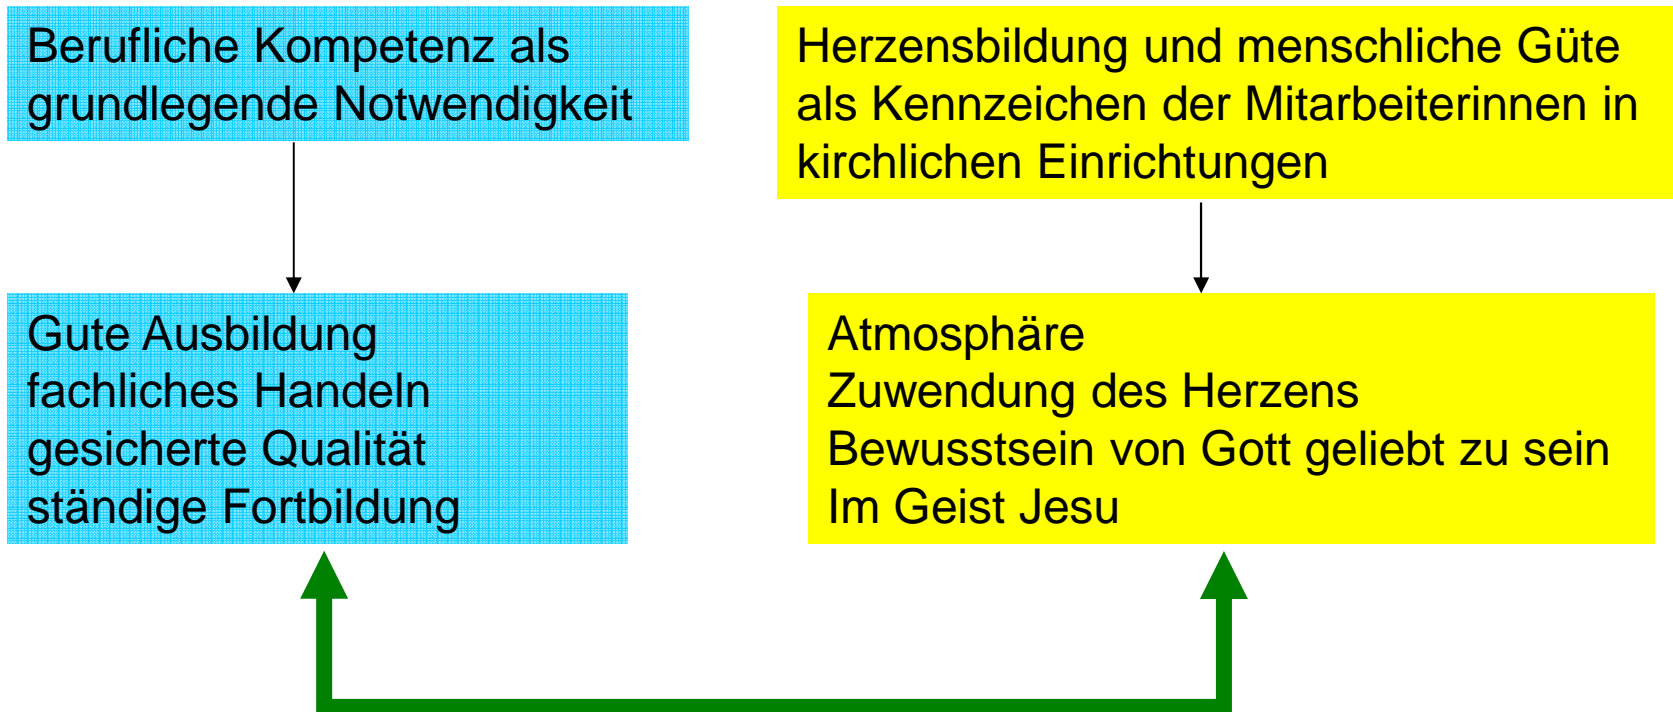 Berufliche Kompetenz als
grundlegende Notwendigkeit
Herzensbildung und menschliche Güte
als Kennzeichen der Mitarbeiterinnen in
kirchlichen Einrichtungen
Gute Ausbildung
fachliches Handeln
gesicherte Qualität
ständige Fortbildung
Atmosphäre
Zuwendung des Herzens
Bewusstsein von Gott geliebt zu sein
Im Geist Jesu